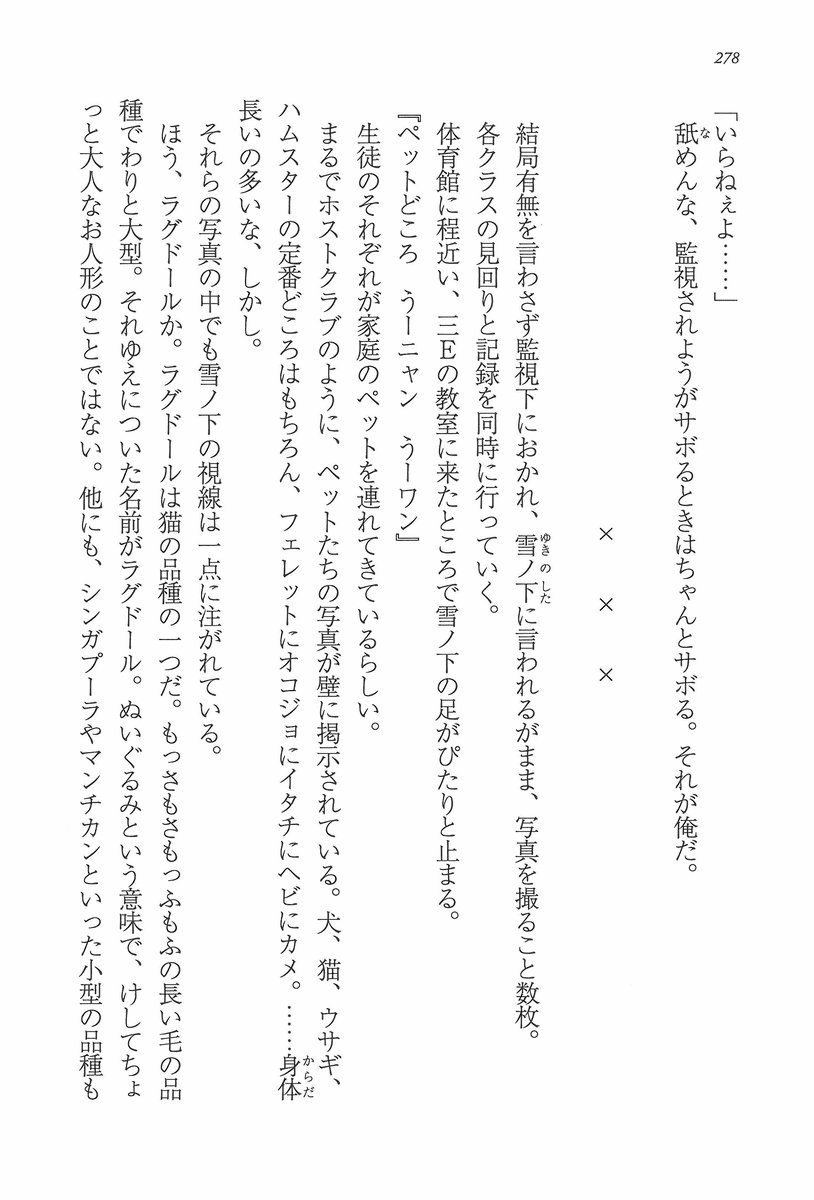 278
「いらねぇよ……」
舐めんな、監視されようがサボるときはちゃんとサボる。それが俺だ。
× × ×
結局有無を言わさず監視下におかれ、雪ノ下に言われるがまま、写真を撮ること数枚。
各クラスの見回りと記録を同時に行っていく。
体育館に程近い、三Eの教室に来たところで雪ノ下の足がぴたりと止まる。
『ペットどころ　うーニャン　うーワン』
生徒のそれぞれが家庭のペットを連れてきているらしい。
まるでホストクラブのように、ペットたちの写真が壁に掲示されている。犬、猫、ウサギ、
ハムスターの定番どころはもちろん、フェレットにオコジョにイタチにヘビにカメ。……身体
長いの多いな、しかし。
それらの写真の中でも雪ノ下の視線は一点に注がれている。
ほう、ラグドールか。ラグドールは猫の品種の一つだ。もっさもさもっふもふの長い毛の品
種でわりと大型。それゆえについた名前がラグドール。ぬいぐるみという意味で、けしてちょ
っと大人なお人形のことではない。他にも、シンガプーラやマンチカンといった小型の品種も